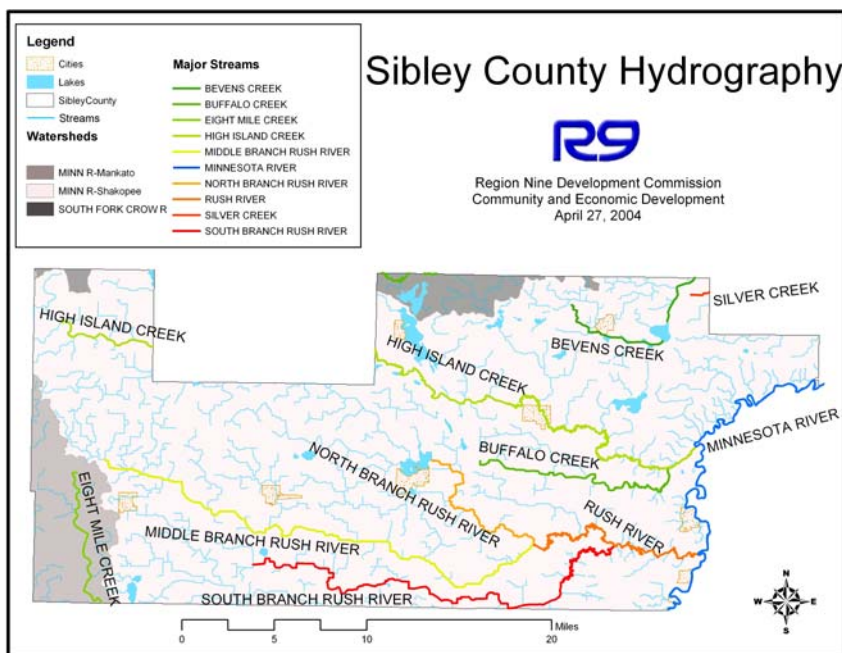 Legend
Cities
Lakes
SibleyCounty
Streams
Watersheds
MINN R-Mankato
MINN R-Shakopee
SOUTH FORK CROW R
Major Streams
BEVENS CREEK
BUFFALO CREEK
EIGHT MILE CREEK
HIGH ISLAND CREEK
MIDDLE BRANCH RUSH RIVER
MINNESOTA RIVER
NORTH BRANCH RUSH RIVER
RUSH RIVER
SILVER CREEK
SOUTH BRANCH RUSH RIVER
Sibley County Hydrography
R9
Region Nine Development Commission
Community and Economic Development
April 27, 2004
HIGH ISLAND CREEK
SILVER CREEK
BEVENS CREEK
HIGH ISLAND CREEK
MINNESOTA RIVER
BUFFALO CREEK
NORTH BRANCH RUSH RIVER
RUSH RIVER
EIGHT MILE CREEK
MIDDLE BRANCH RUSH RIVER
SOUTH BRANCH RUSH RIVER
N
W E
S
Miles
0 5 10 20